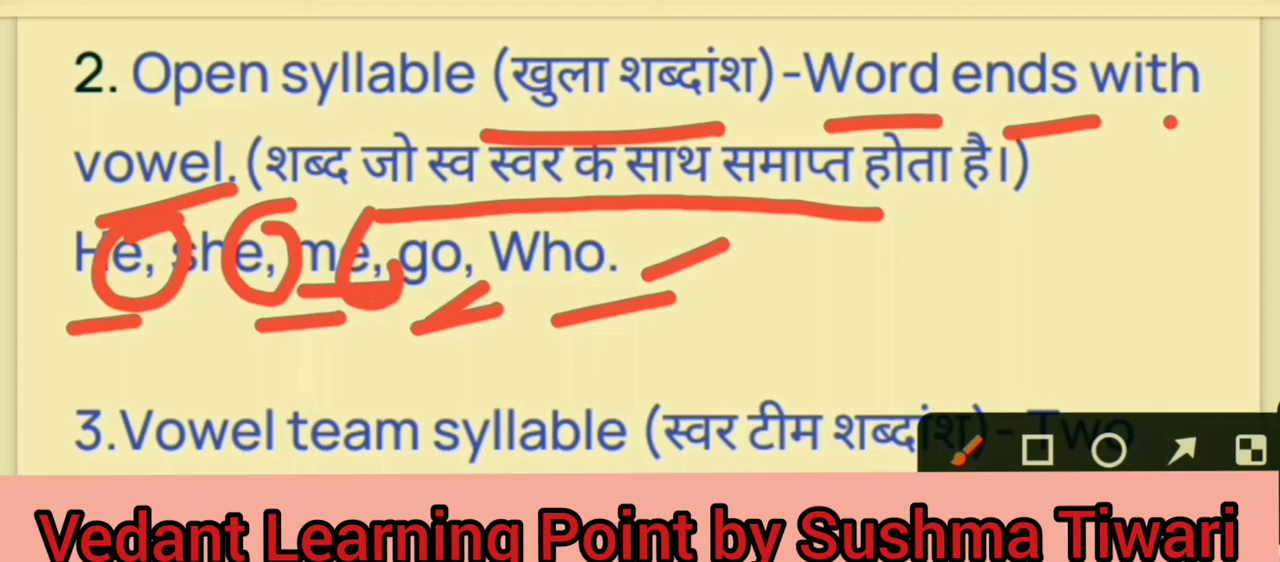 2. Open syllable (खुला शब्दांश) -Word ends with
vowel. (शब्द जो स्व स्वर के साथ समाप्त होता है।)
He, she, me, go, Who.
3.Vowel team syllable (स्वर टीम शब्दांश) - Two
Vedant Learning Point by Sushma Tiwari